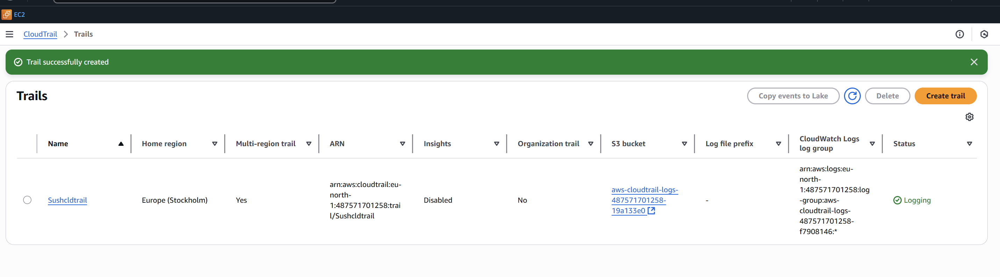 EC2
CloudTrail
Trails
Trail successfully created
Trails
Copy events to Lake
Delete
Create trail
Name
Home region
Multi-region trail
ARN
Insights
Organization trail
S3 bucket
Log file prefix
CloudWatch Logs
log group
Status
Sushcldtrail
Europe (Stockholm)
Yes
arn:aws:cloudtrail:eu-
north-
1:487571701258:trai
l/Sushcldtrail
Disabled
No
aws-cloudtrail-logs-
487571701258-
19a133e0
-
arn:aws:logs:eu-
north-
1:487571701258:log
-group:aws-
cloudtrail-logs-
487571701258-
f7908146:*
Logging